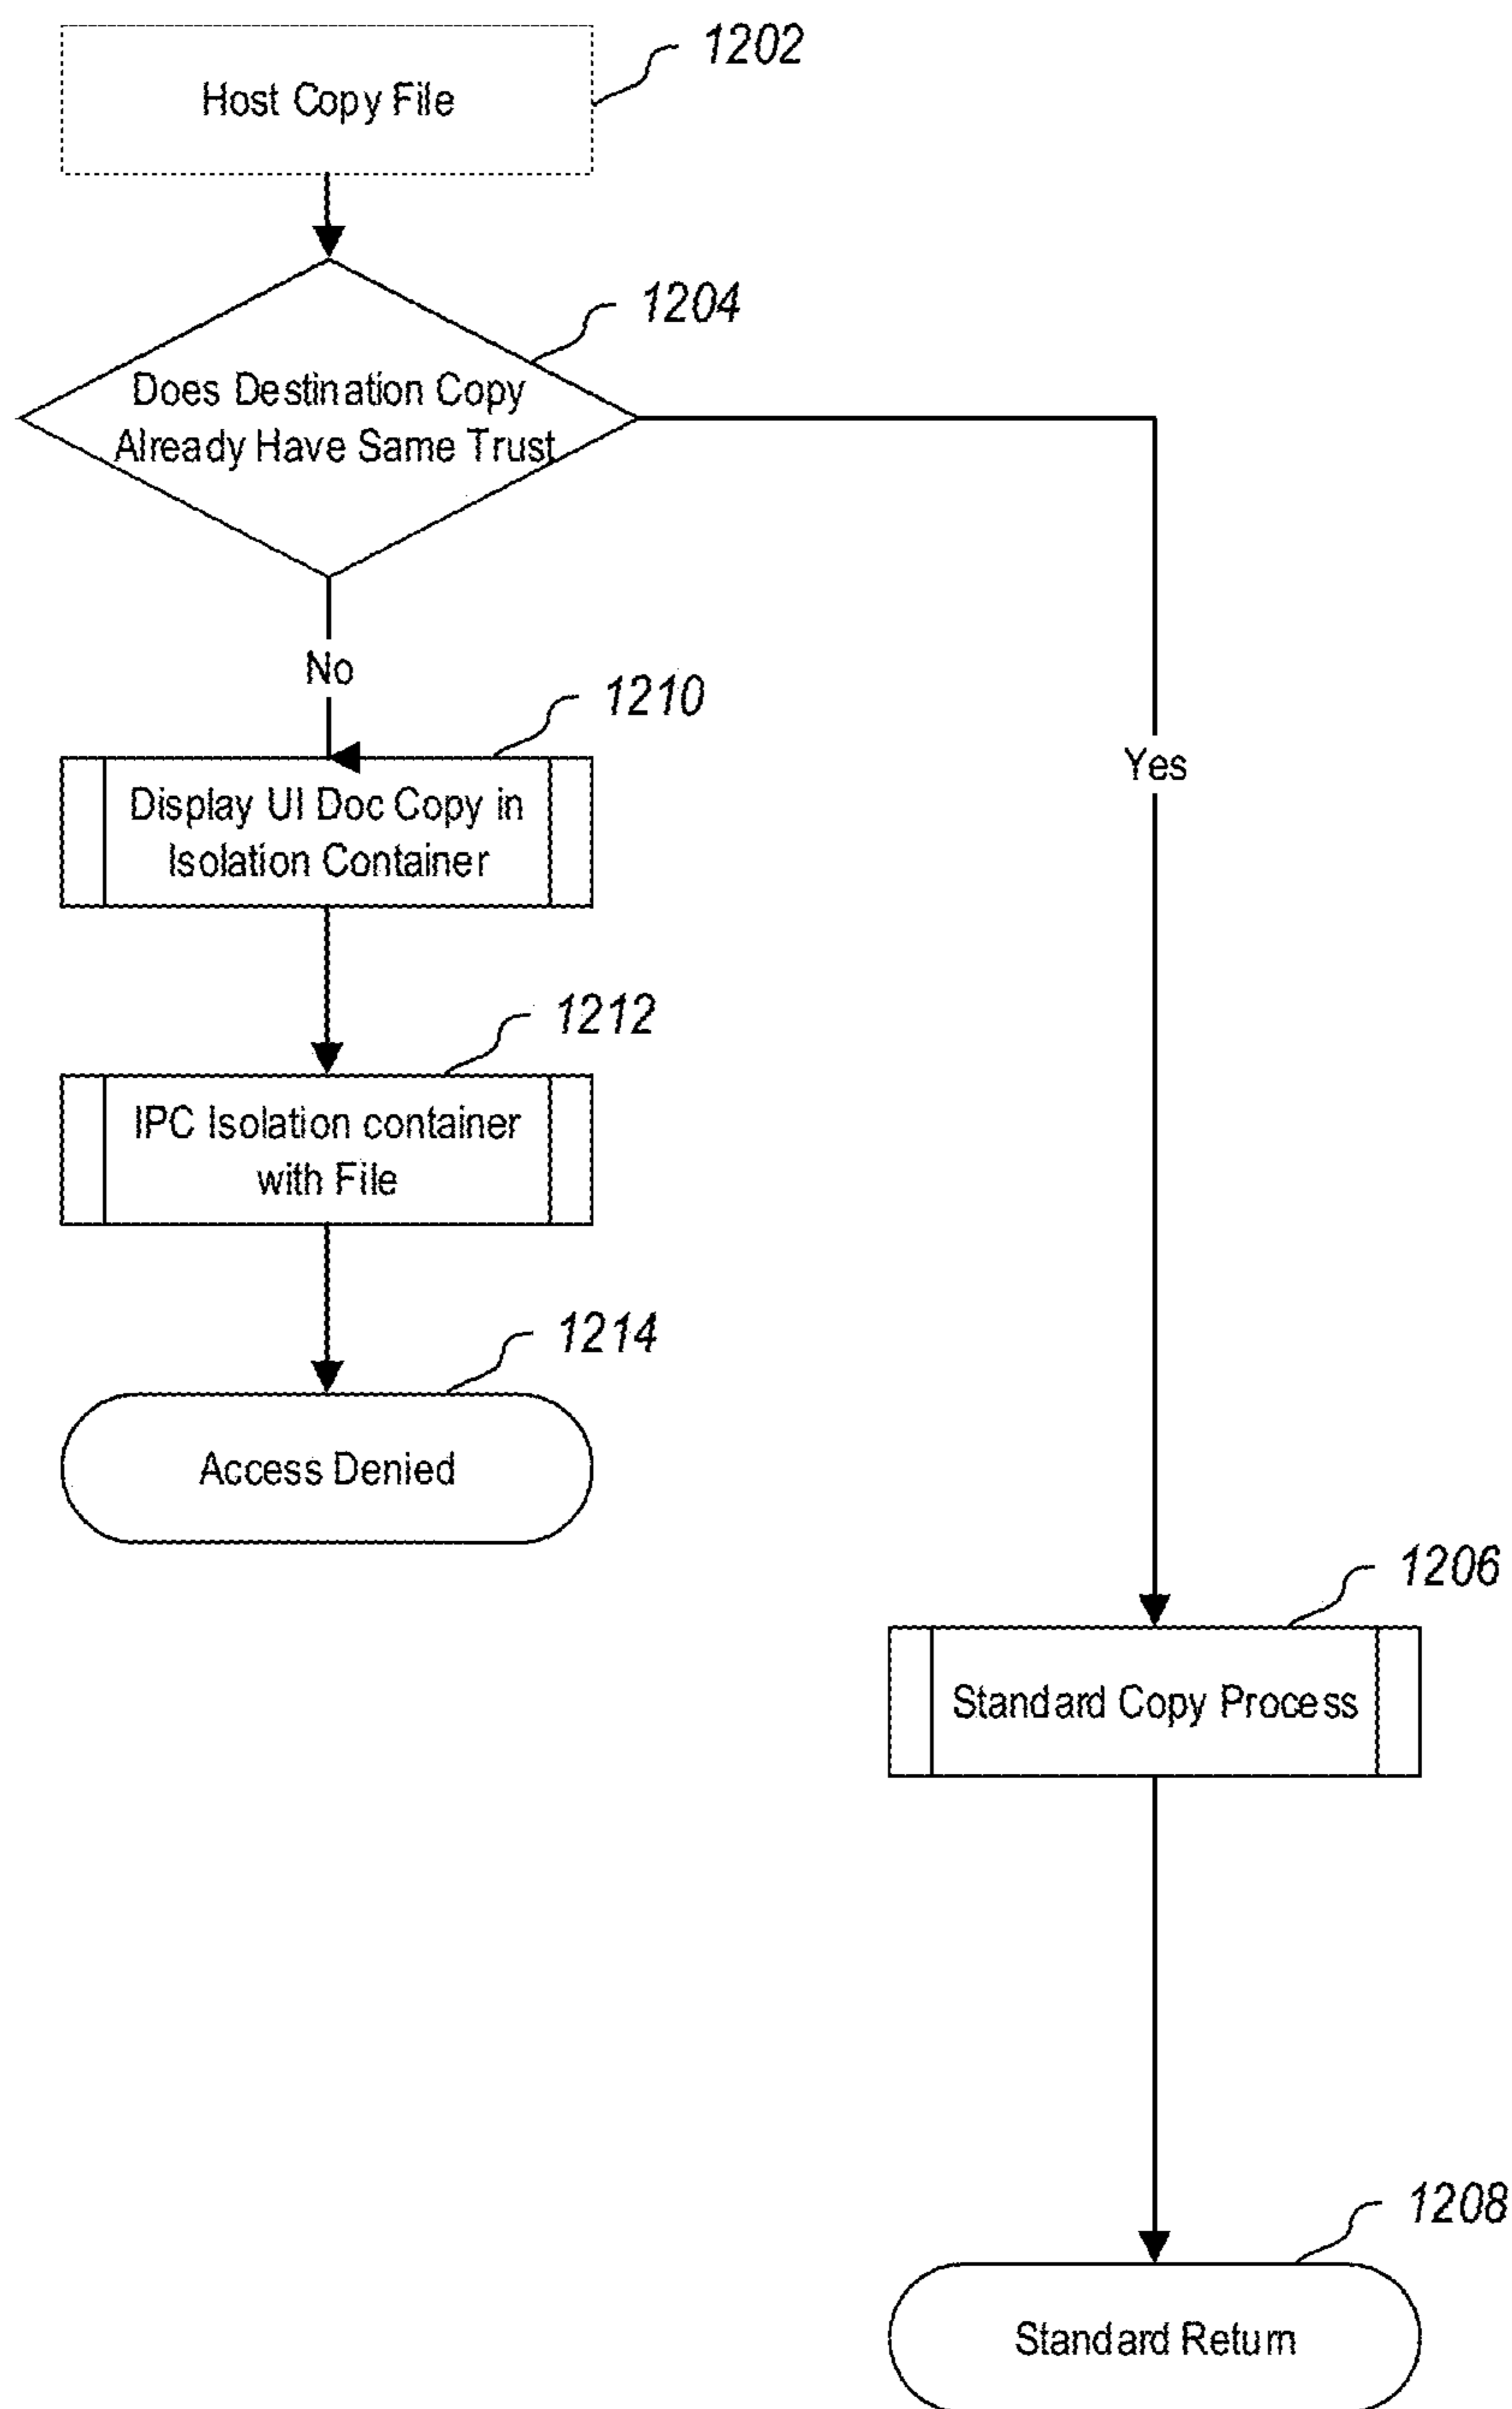 1202
Host Copy File
1204
Does Destination Copy
Already Have Same Trust
No
Yes
1210
Display UI Doc Copy in
Isolation Container
1212
IPC Isolation container
with File
1214
Access Denied
1206
Standard Copy Process
1208
Standard Return